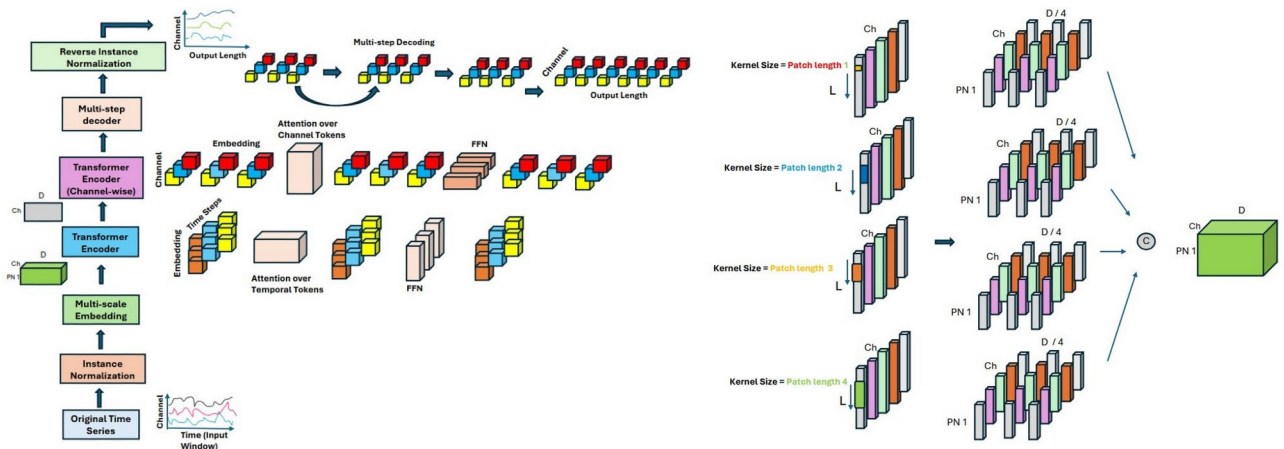 Reverse Instance
Normalization
Channel
Output Length
Multi-step Decoding
Channel
Output Length
Multi-step
decoder
Attention over
Channel Tokens
Embedding
FFN
Channel
Transformer
Encoder
(Channel-wise)
D
Ch
Transformer
Encoder
D
Ch
PN 1
Time Steps
Embedding
Attention over
Temporal Tokens
FFN
Multi-scale
Embedding
Instance
Normalization
Original Time
Series
Channel
Time (Input
Window)
Kernel Size = Patch length 1
L
Ch
Ch
D / 4
PN 1
Kernel Size = Patch length 2
L
Ch
Ch
D / 4
PN 1
Kernel Size = Patch length 3
L
Ch
Ch
D / 4
PN 1
Kernel Size = Patch length 4
L
Ch
Ch
D / 4
PN 1
C
D
Ch
PN 1